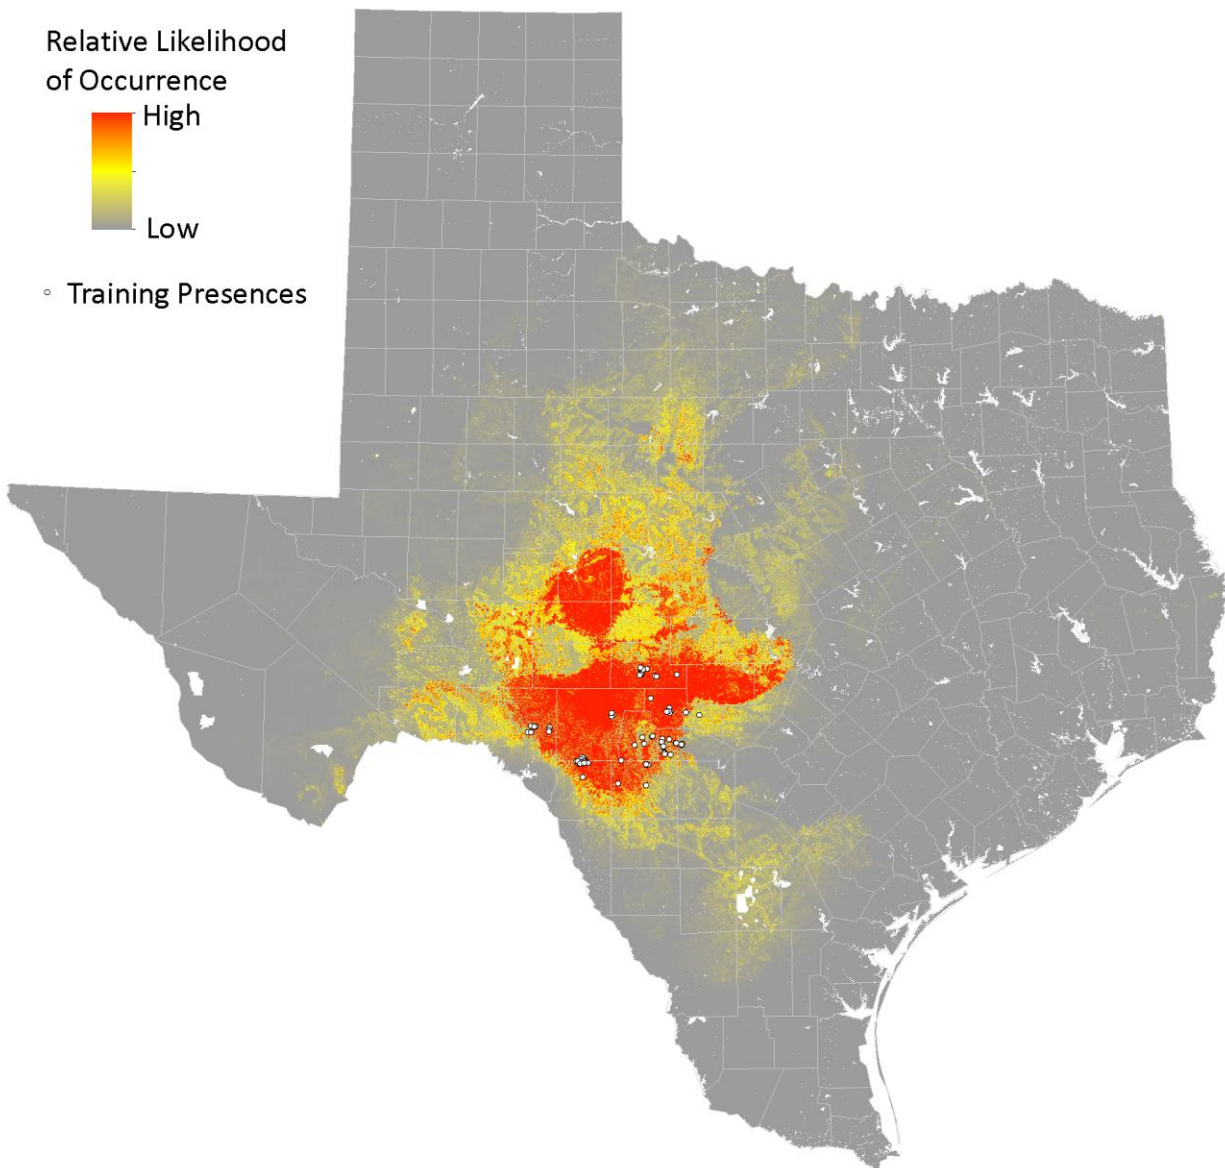 Relative Likelihood
of Occurrence
High
Low
Training Presences